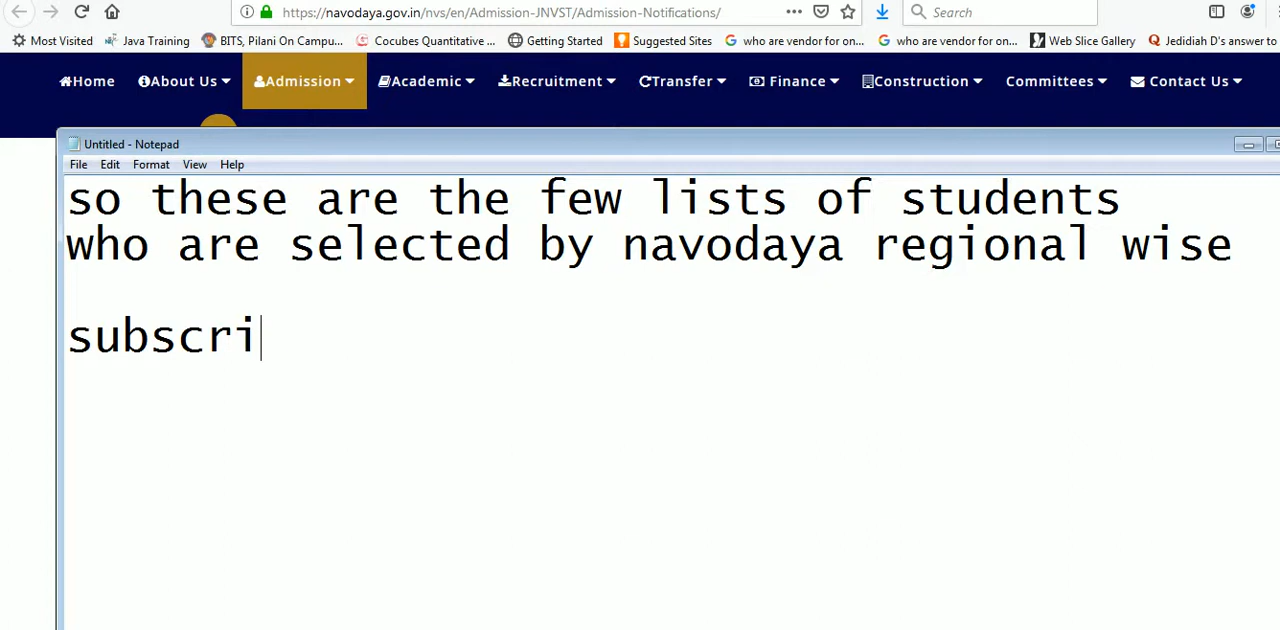 https://navodaya.gov.in/nvs/en/Admission-JNVST/Admission-Notifications/
Search
Most Visited
Java Training
BITS, Pilani On Campu...
Cocubes Quantitative ...
Getting Started
Suggested Sites
who are vendor for on...
who are vendor for on...
Web Slice Gallery
Jedidiah D's answer to
Home
About Us
Admission
Academic
Recruitment
Transfer
Finance
Construction
Committees
Contact Us
Untitled - Notepad
File Edit Format View Help
so these are the few lists of students
who are selected by navodaya regional wise
subscri